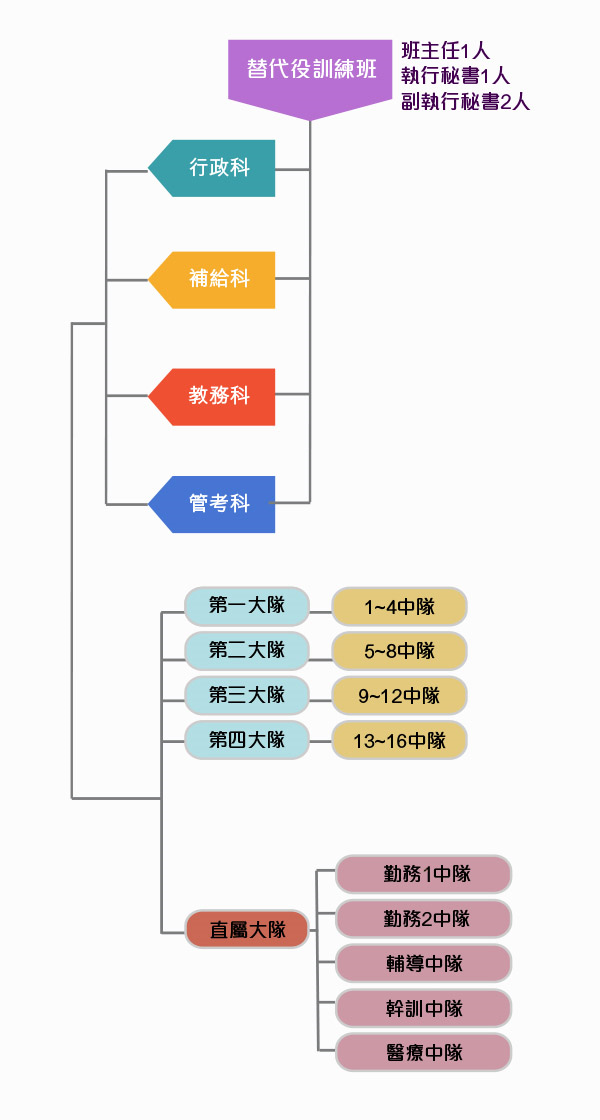 替代役訓練班
班主任1人
執行秘書1人
副執行秘書2人
行政科
補給科
教務科
管考科
第一大隊
1~4中隊
第二大隊
5~8中隊
第三大隊
9~12中隊
第四大隊
13~16中隊
直屬大隊
勤務1中隊
勤務2中隊
輔導中隊
幹訓中隊
醫療中隊